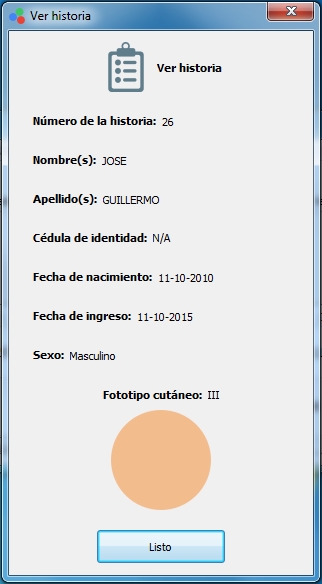 Ver historia
Ver historia
Número de la historia: 26
Nombre(s): JOSE
Apellido(s): GUILLERMO
Cédula de identidad: N/A
Fecha de nacimiento: 11-10-2010
Fecha de ingreso: 11-10-2015
Sexo: Masculino
Fototipo cutáneo: III
Listo